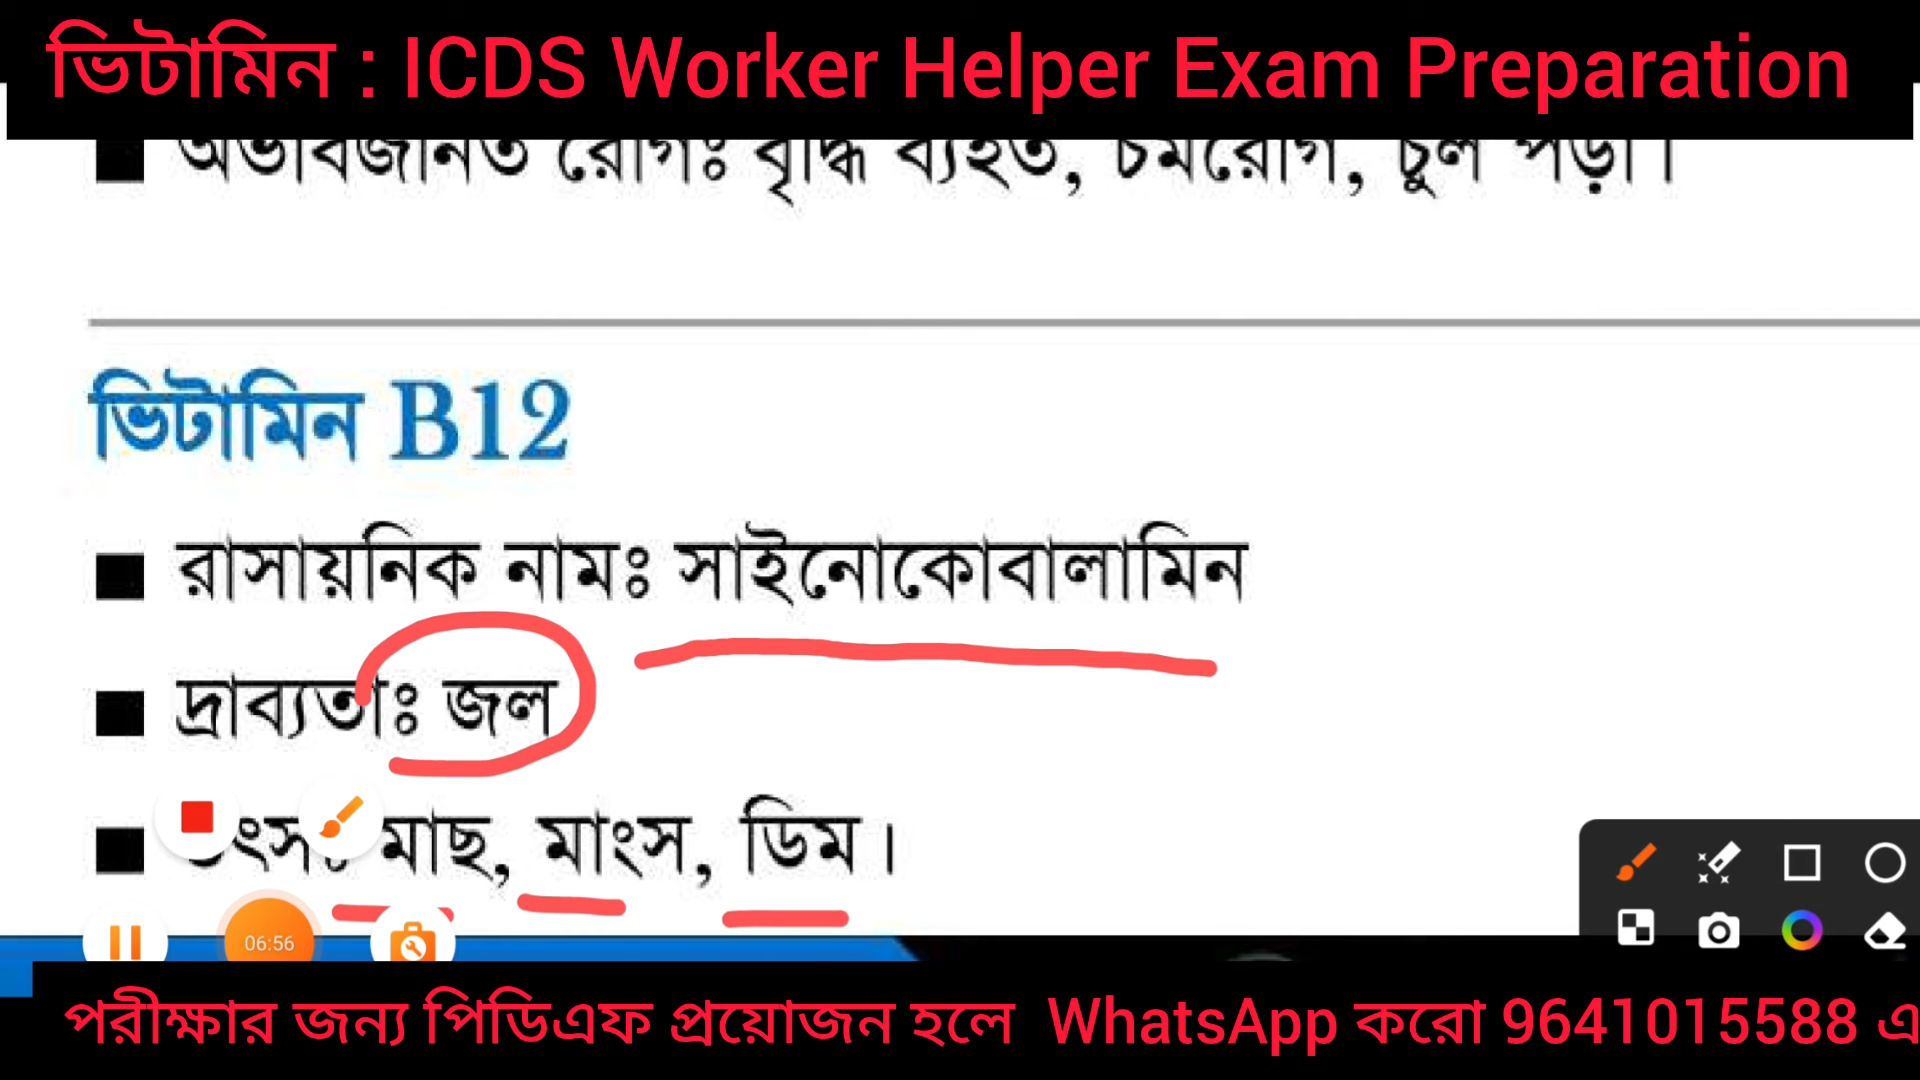 ভিটামিন : ICDS Worker Helper Exam Preparation
■ অভাবজনিত রোগঃ বৃদ্ধি ব্যহত, চর্মরোগ, চুল পড়া।
ভিটামিন B12
■ রাসায়নিক নামঃ সাইনোকোবালামিন
■ দ্রাব্যতাঃ জল
■ উৎসঃ মাছ, মাংস, ডিম।
06:56
পরীক্ষার জন্য পিডিএফ প্রয়োজন হলে WhatsApp করো 9641015588 এ